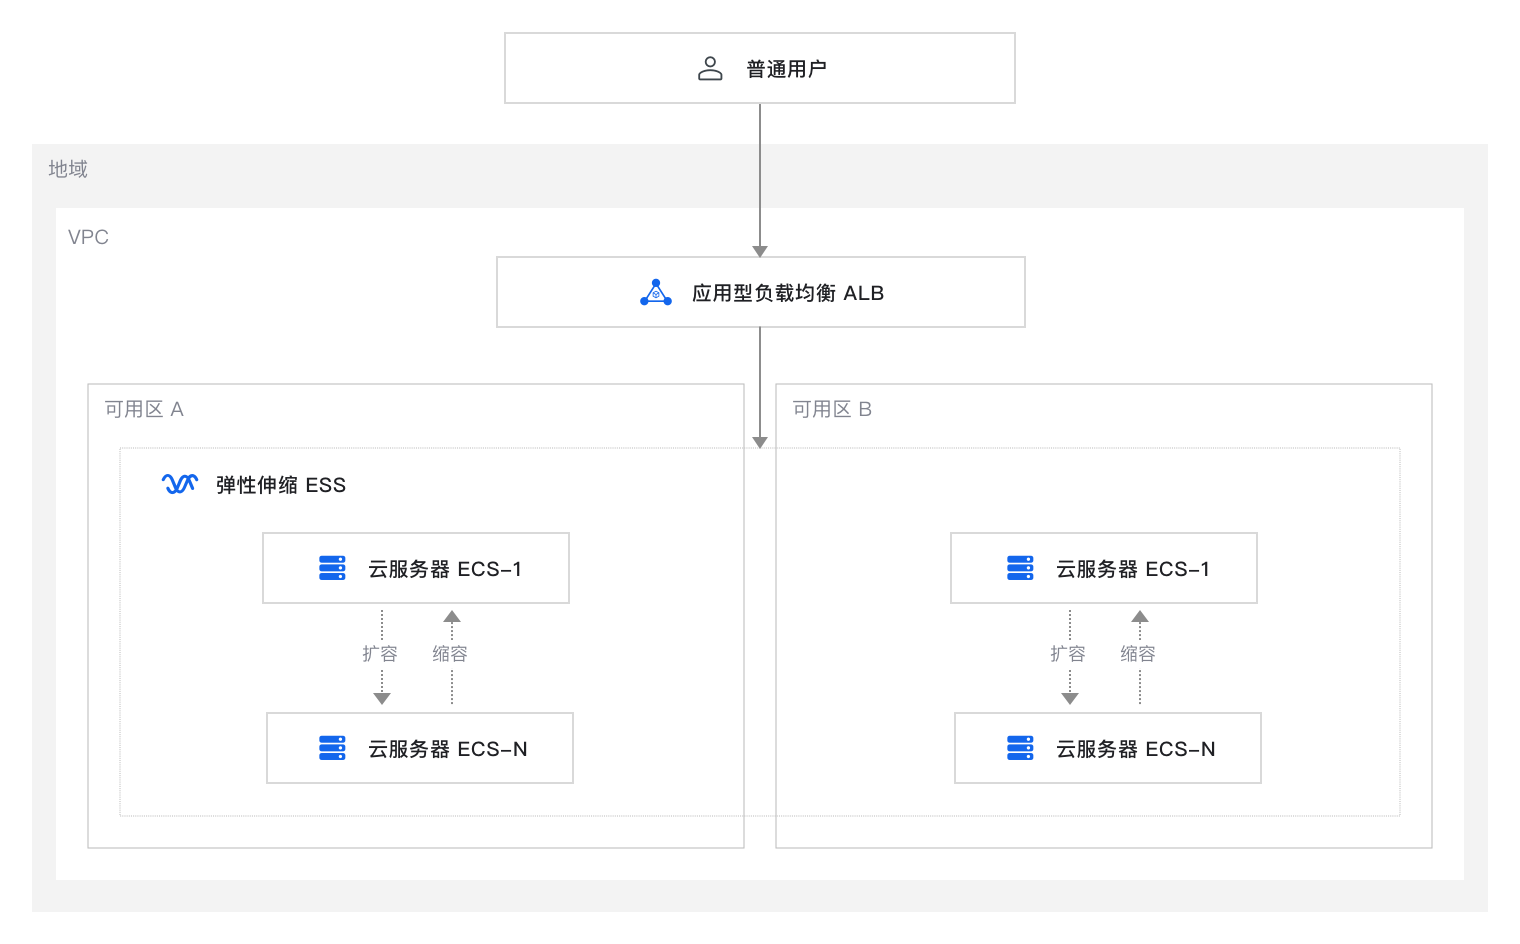 普通用户
地域
VPC
应用型负载均衡 ALB
可用区 A
可用区 B
弹性伸缩 ESS
云服务器 ECS-1
云服务器 ECS-1
扩容
缩容
扩容
缩容
云服务器 ECS-N
云服务器 ECS-N